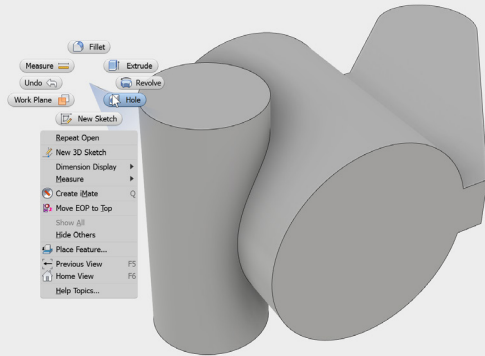 Fillet
Measure Extrude
Undo Revolve
Work Plane Hole
New Sketch
Repeat Open
New 3D Sketch
Dimension Display
Measure
Create iMate Q
Move EOP to Top
Show All
Hide Others
Place Feature...
Previous View F5
Home View F6
Help Topics...